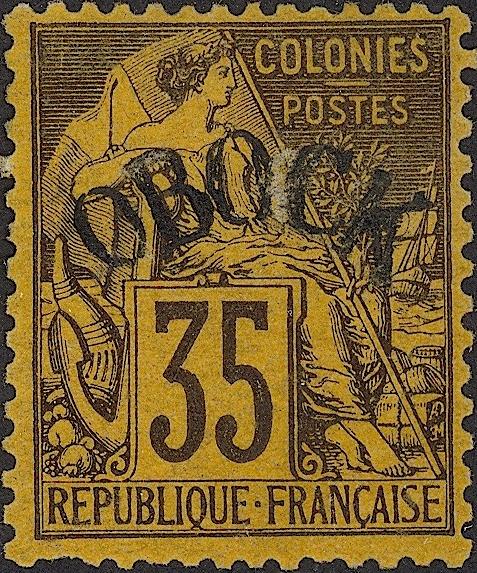 COLONIES
POSTES
OBOCK
35
REPUBLIQUE·FRANÇAISE